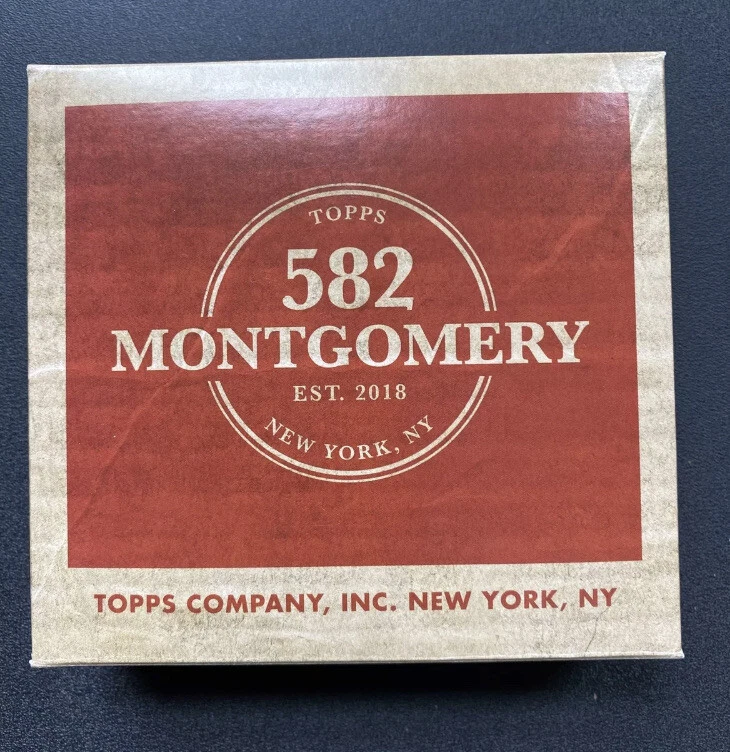 TOPPS
582
MONTGOMERY
EST. 2018
NEW YORK, NY
TOPPS COMPANY, INC. NEW YORK, NY